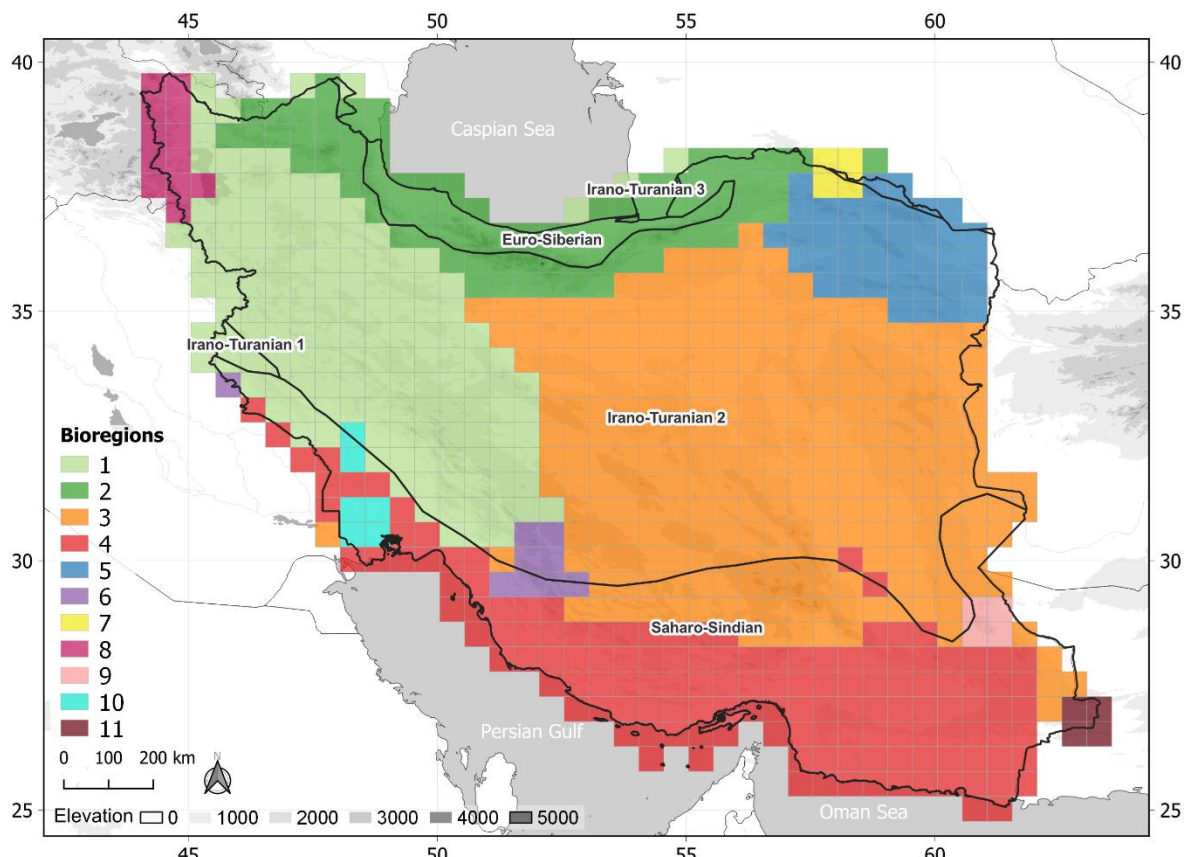 45 50 55 60
40 40
Caspian Sea
Irano-Turanian 3
Euro-Siberian
35 35
Irano-Turanian 1
Irano-Turanian 2
Bioregions
1
2
3
4
5
6
7
8
9
10
11
30 30
Saharo-Sindian
Persian Gulf
0 100 200 km
N
Oman Sea
Elevation 0 1000 2000 3000 4000 5000
25 25
45 50 55 60